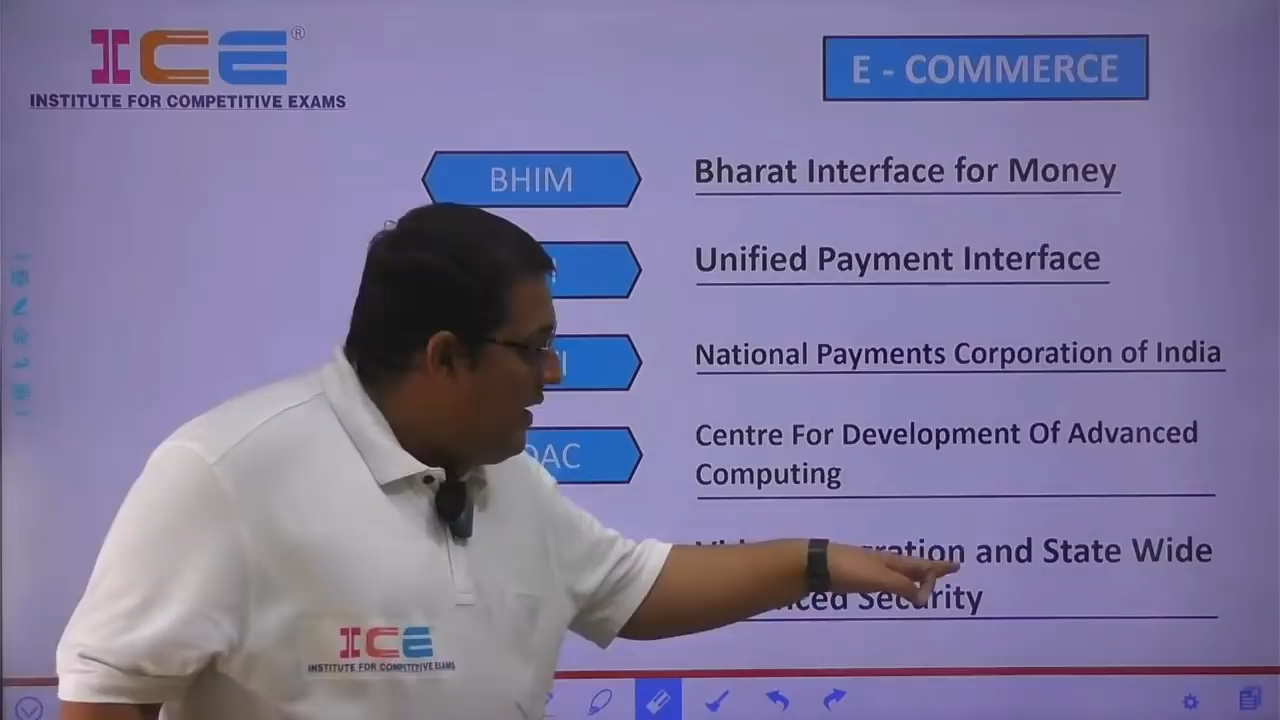 ICE®
INSTITUTE FOR COMPETITIVE EXAMS
E - COMMERCE
BHIM
Bharat Interface for Money
Unified Payment Interface
National Payments Corporation of India
DAC
Centre For Development Of Advanced
Computing
and State Wide
Security
ICE
INSTITUTE FOR COMPETITIVE EXAMS